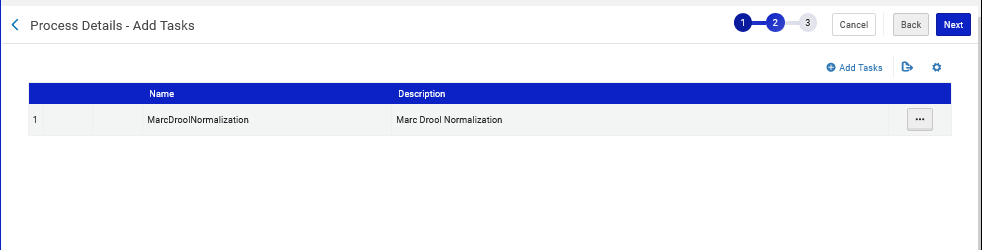 Process Details - Add Tasks
1 2 3 Cancel Back Next
Add Tasks
Name Description
1 MarcDroolNormalization Marc Drool Normalization